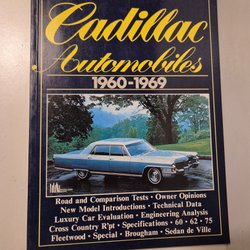 Cadillac
Automobiles
1960-1969
Road and Comparison Tests • Owner Opinions
New Model Introductions • Technical Data
Luxury Car Evaluation • Engineering Analysis
Cross Country R'pt • Specifications • 60 • 62 • 75
Fleetwood • Special • Brougham • Sedan de Ville